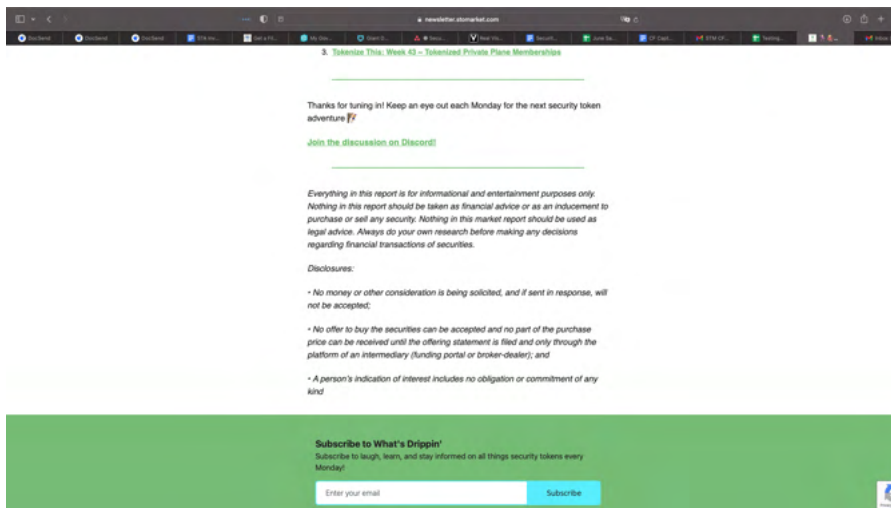 newsletter.stomarket.com
DocSend
DocSend
DocSend
3. Tokenize This: Week 43 – Tokenized Private Plane Memberships
Thanks for tuning in! Keep an eye out each Monday for the next security token
adventure
Join the discussion on Discord!
Everything in this report is for informational and entertainment purposes only.
Nothing in this report should be taken as financial advice or as an inducement to
purchase or sell any security. Nothing in this market report should be used as
legal advice. Always do your own research before making any decisions
regarding financial transactions of securities.
Disclosures:
• No money or other consideration is being solicited, and if sent in response, will
not be accepted;
• No offer to buy the securities can be accepted and no part of the purchase
price can be received until the offering statement is filed and only through the
platform of an intermediary (funding portal or broker-dealer); and
• A person's indication of interest includes no obligation or commitment of any
kind
Subscribe to What's Drippin'
Subscribe to laugh, learn, and stay informed on all things security tokens every
Monday!
Enter your email
Subscribe